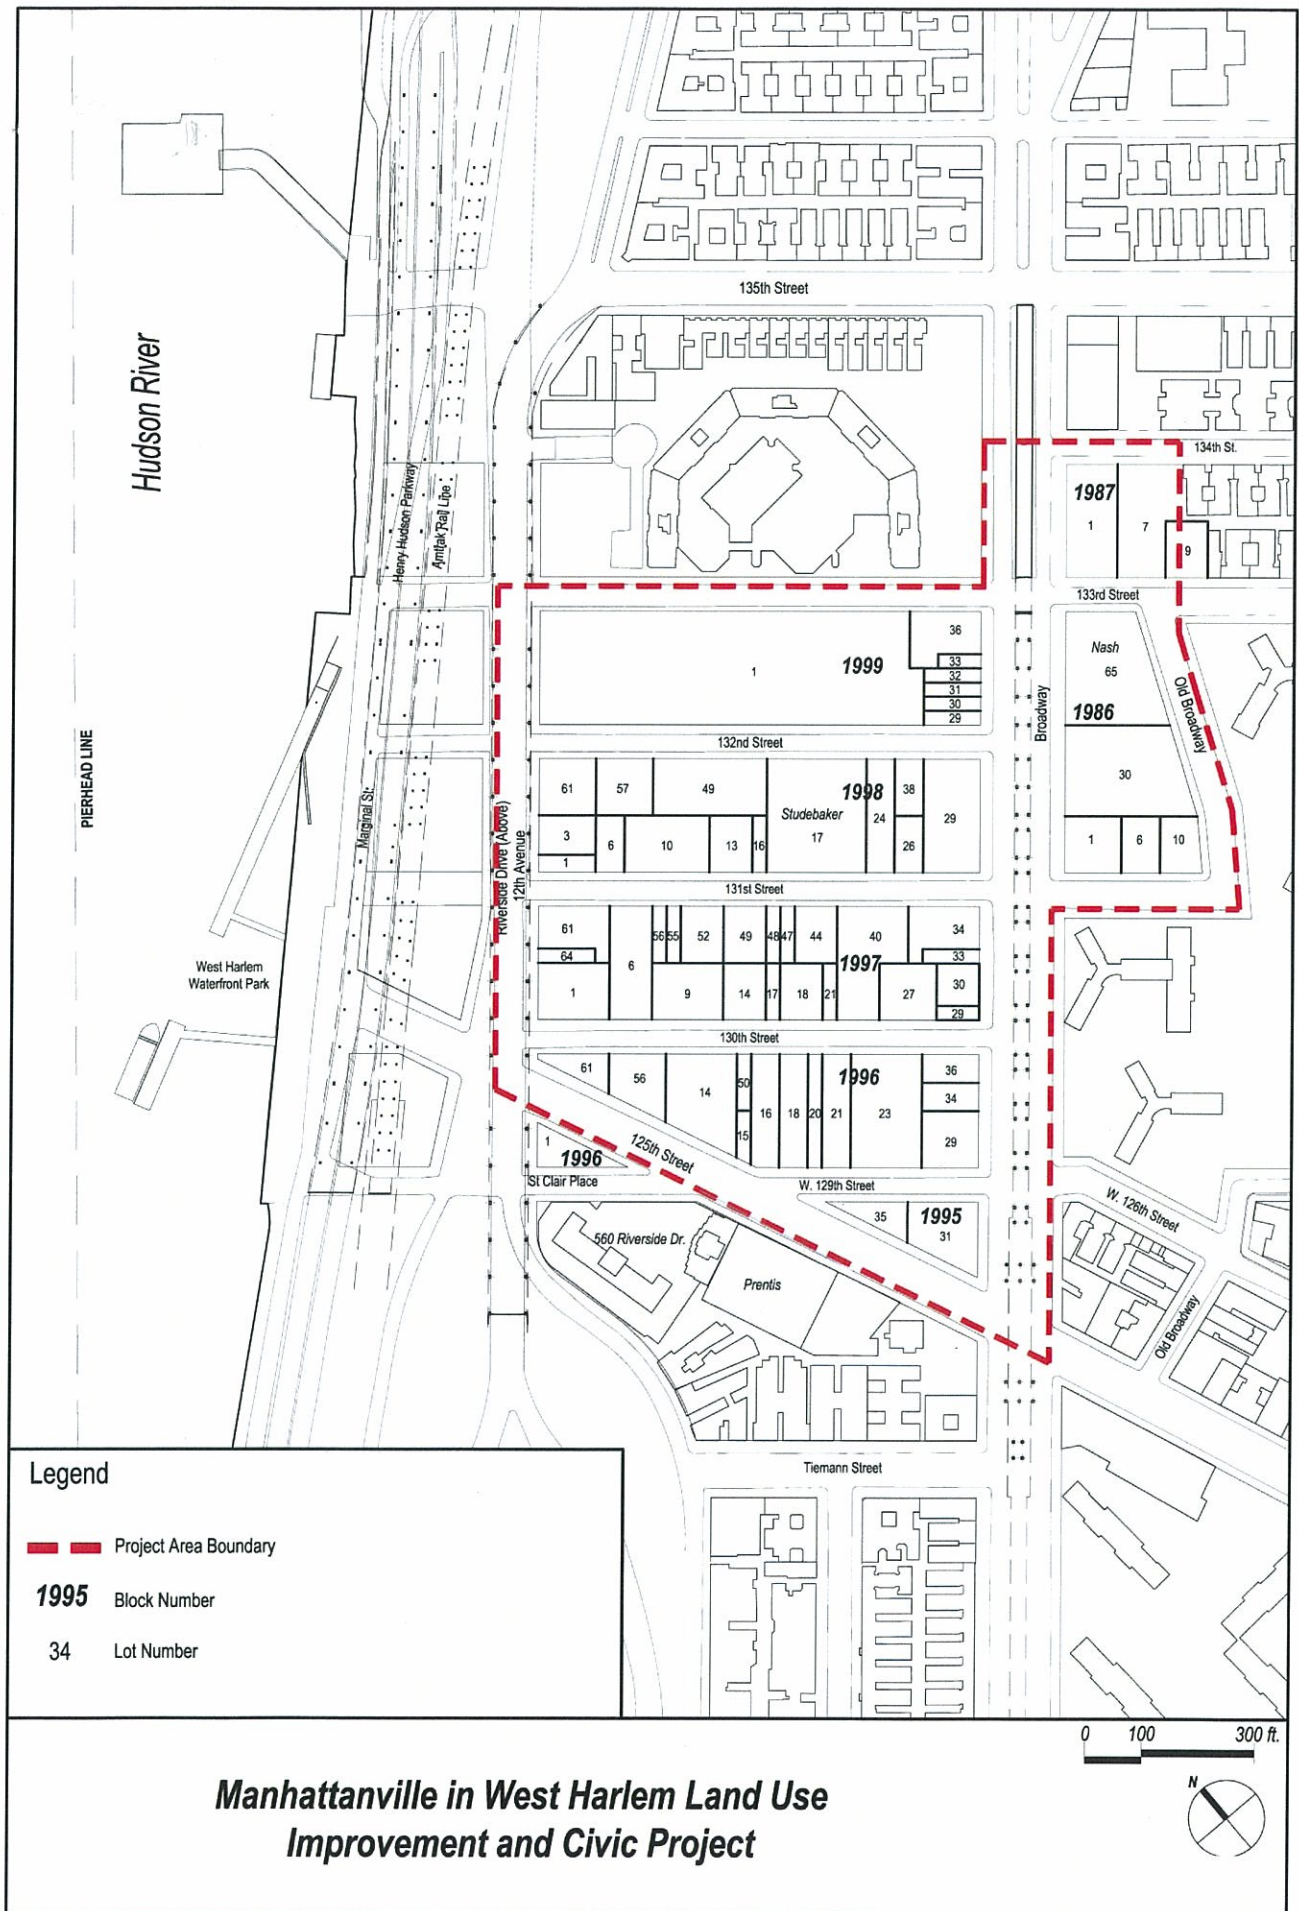 135th Street
Hudson River
134th St.
1987
1
7
9
Henry Hudson Parkway
Amtrak Rail Line
133rd Street
36
33
32
31
30
29
1
1999
Nash
65
1986
Broadway
Old Broadway
132nd Street
PIERHEAD LINE
Marginal St.
Riverside Drive (Above)
12th Avenue
61
57
49
1998
38
Studebaker
17
24
29
30
3
6
10
13
16
26
1
1
6
10
131st Street
61
56
55
52
49
48
47
44
40
34
64
6
1997
33
1
9
14
17
18
21
27
30
29
West Harlem
Waterfront Park
130th Street
61
56
14
50
1996
36
34
16
18
20
21
23
15
29
1
1996
125th Street
St Clair Place
W. 129th Street
W. 126th Street
35
1995
31
560 Riverside Dr.
Prentis
Old Broadway
Tiemann Street
Legend
Project Area Boundary
1995 Block Number
34 Lot Number
0 100 300 ft.
N
Manhattanville in West Harlem Land Use
Improvement and Civic Project